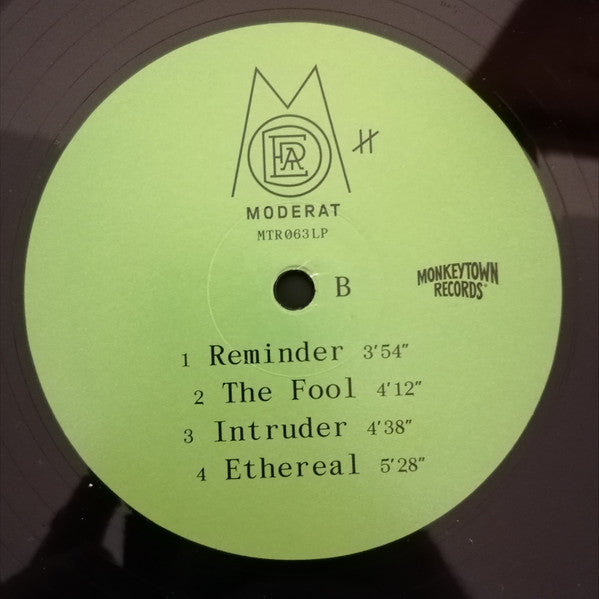 MODERAT
MTR063LP
B
MONKEYTOWN
RECORDS
1 Reminder 3'54"
2 The Fool 4'12"
3 Intruder 4'38"
4 Ethereal 5'28"